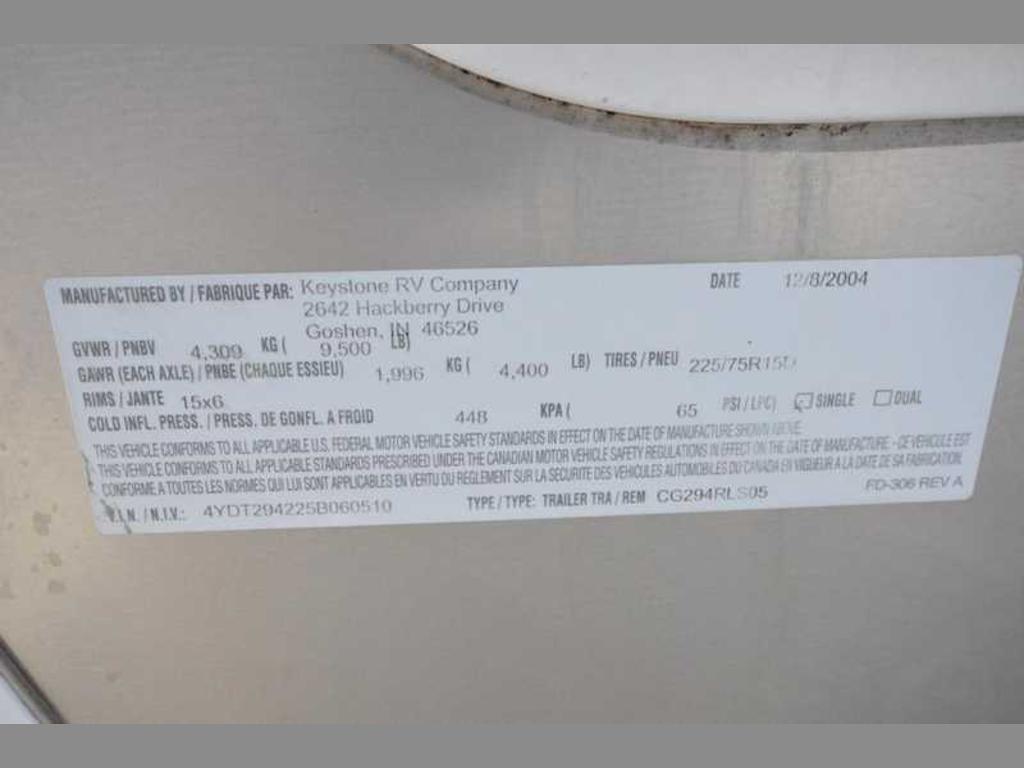 MANUFACTURED BY / FABRIQUE PAR: Keystone RV Company DATE 12/8/2004
2642 Hackberry Drive
Goshen, IN 46526
GVWR / PNBV 4,309 KG ( 9,500 LB)
GAWR (EACH AXLE) / PNBE (CHAQUE ESSIEU) 1,996 KG ( 4,400 LB) TIRES / PNEU 225/75R15D
RIMS / JANTE 15x6
COLD INFL. PRESS. / PRESS. DE GONFL. A FROID 448 KPA ( 65 PSI / LPC) SINGLE DUAL
THIS VEHICLE CONFORMS TO ALL APPLICABLE U.S. FEDERAL MOTOR VEHICLE SAFETY STANDARDS IN EFFECT ON THE DATE OF MANUFACTURE SHOWN ABOVE.
THIS VEHICLE CONFORMS TO ALL APPLICABLE STANDARDS PRESCRIBED UNDER THE CANADIAN MOTOR VEHICLE SAFETY REGULATIONS IN EFFECT ON THE DATE OF MANUFACTURE - CE VEHICULE EST
CONFORME A TOUTES LES NORMES QUI LUI SONT APPLICABLES EN VERTU DU REGLEMENT SUR LA SECURITE DES VEHICULES AUTOMOBILES DU CANADA EN VIGUEUR A LA DATE DE SA FABRICATION.
V.I.N. / N.I.V.: 4YDT294225B060510 TYPE / TYPE: TRAILER TRA / REM CG294RLS05 FD-306 REV A